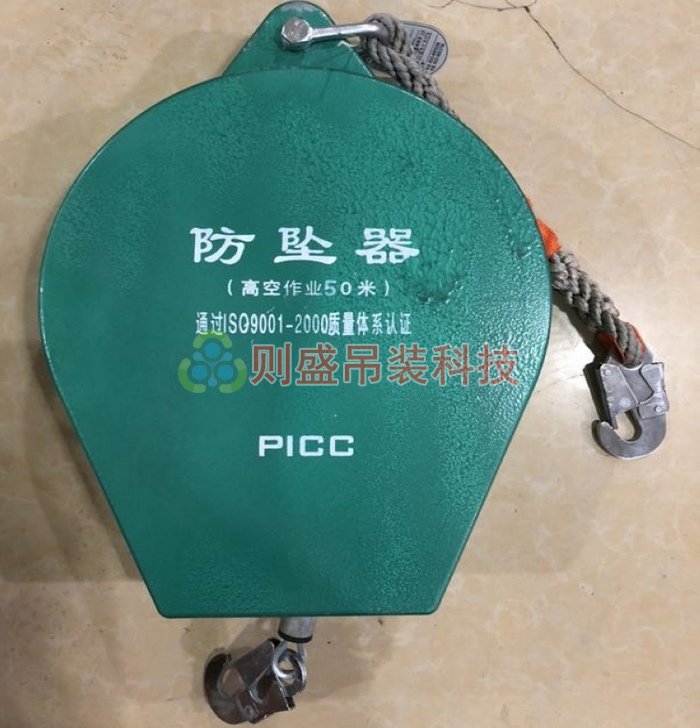 防坠器
（高空作业50米）
通过ISO9001-2000质量体系认证
则盛吊装科技
PICC